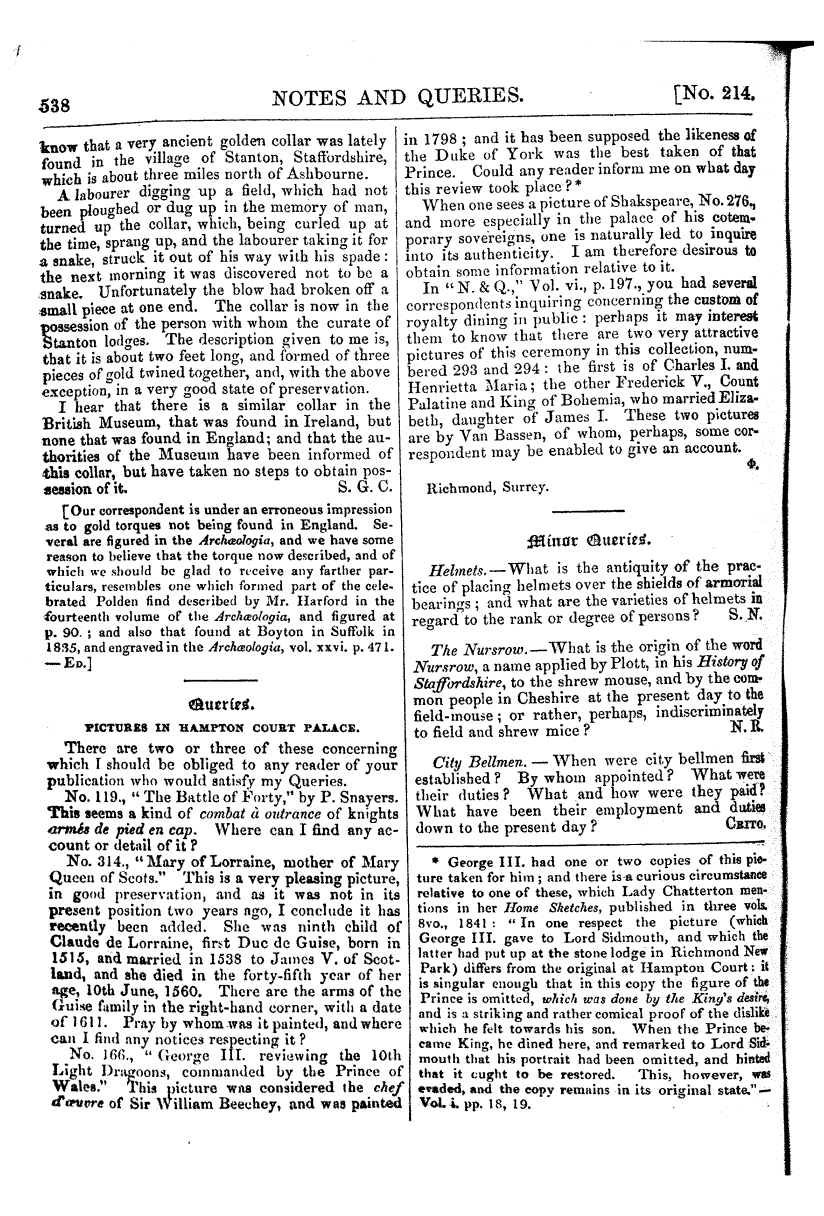 538
NOTES AND QUERIES.
[No. 214.
know that a very ancient golden collar was lately
found in the village of Stanton, Staffordshire,
which is about three miles north of Ashbourne.
A labourer digging up a field, which had not
been ploughed or dug up in the memory of man,
turned up the collar, which, being curled up at
the time, sprang up, and the labourer taking it for
a snake, struck it out of his way with his spade:
the next morning it was discovered not to be a
snake. Unfortunately the blow had broken off a
small piece at one end. The collar is now in the
possession of the person with whom the curate of
Stanton lodges. The description given to me is,
that it is about two feet long, and formed of three
pieces of gold twined together, and, with the above
exception, in a very good state of preservation.
I hear that there is a similar collar in the
British Museum, that was found in Ireland, but
none that was found in England; and that the au-
thorities of the Museum have been informed of
this collar, but have taken no steps to obtain pos-
session of it. S. G. C.
[Our correspondent is under an erroneous impression
as to gold torques not being found in England. Se-
veral are figured in the Archæologia, and we have some
reason to believe that the torque now described, and of
which we should be glad to receive any farther par-
ticulars, resembles one which formed part of the cele-
brated Polden find described by Mr. Harford in the
fourteenth volume of the Archæologia, and figured at
p. 90.; and also that found at Boyton in Suffolk in
1835, and engraved in the Archæologia, vol. xxvi. p. 471.
— ED.]
Queries.
PICTURES IN HAMPTON COURT PALACE.
There are two or three of these concerning
which I should be obliged to any reader of your
publication who would satisfy my Queries.
No. 119., "The Battle of Forty," by P. Snayers.
This seems a kind of combat à outrance of knights
armés de pied en cap. Where can I find any ac-
count or detail of it?
No. 314., "Mary of Lorraine, mother of Mary
Queen of Scots." This is a very pleasing picture,
in good preservation, and as it was not in its
present position two years ago, I conclude it has
recently been added. She was ninth child of
Claude de Lorraine, first Duc de Guise, born in
1515, and married in 1538 to James V. of Scot-
land, and she died in the forty-fifth year of her
age, 10th June, 1560. There are the arms of the
Guise family in the right-hand corner, with a date
of 1611. Pray by whom was it painted, and where
can I find any notices respecting it?
No. 166., "George III. reviewing the 10th
Light Dragoons, commanded by the Prince of
Wales." This picture was considered the chef
d'œuvre of Sir William Beechey, and was painted
in 1798; and it has been supposed the likeness of
the Duke of York was the best taken of that
Prince. Could any reader inform me on what day
this review took place?*
When one sees a picture of Shakspeare, No. 276.,
and more especially in the palace of his cotem-
porary sovereigns, one is naturally led to inquire
into its authenticity. I am therefore desirous to
obtain some information relative to it.
In "N. & Q.," Vol. vi., p. 197., you had several
correspondents inquiring concerning the custom of
royalty dining in public: perhaps it may interest
them to know that there are two very attractive
pictures of this ceremony in this collection, num-
bered 293 and 294: the first is of Charles I. and
Henrietta Maria; the other Frederick V., Count
Palatine and King of Bohemia, who married Eliza-
beth, daughter of James I. These two pictures
are by Van Bassen, of whom, perhaps, some cor-
respondent may be enabled to give an account.
Φ.
Richmond, Surrey.
Minor Queries.
Helmets.—What is the antiquity of the prac-
tice of placing helmets over the shields of armorial
bearings; and what are the varieties of helmets in
regard to the rank or degree of persons? S. N.
The Nursrow.—What is the origin of the word
Nursrow, a name applied by Plott, in his History of
Staffordshire, to the shrew mouse, and by the com-
mon people in Cheshire at the present day to the
field-mouse; or rather, perhaps, indiscriminately
to field and shrew mice? N. R.
City Bellmen. — When were city bellmen first
established? By whom appointed? What were
their duties? What and how were they paid?
What have been their employment and duties
down to the present day? CRITO.
* George III. had one or two copies of this pic-
ture taken for him; and there is a curious circumstance
relative to one of these, which Lady Chatterton men-
tions in her Home Sketches, published in three vols.
8vo., 1841: "In one respect the picture (which
George III. gave to Lord Sidmouth, and which the
latter had put up at the stone lodge in Richmond New
Park) differs from the original at Hampton Court: it
is singular enough that in this copy the figure of the
Prince is omitted, which was done by the King's desire,
and is a striking and rather comical proof of the dislike
which he felt towards his son. When the Prince be-
came King, he dined here, and remarked to Lord Sid-
mouth that his portrait had been omitted, and hinted
that it ought to be restored. This, however, was
evaded, and the copy remains in its original state."—
Vol. i. pp. 18, 19.